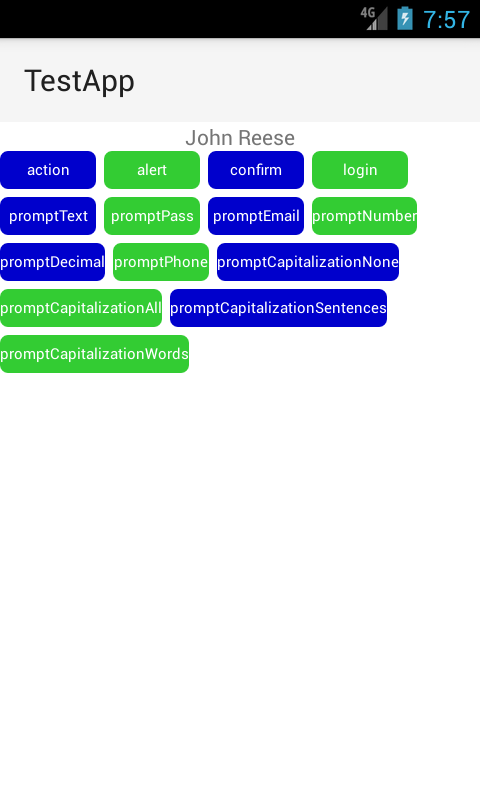 4G 7:57
TestApp
John Reese
action alert confirm login
promptText promptPass promptEmail promptNumber
promptDecimal promptPhone promptCapitalizationNone
promptCapitalizationAll promptCapitalizationSentences
promptCapitalizationWords